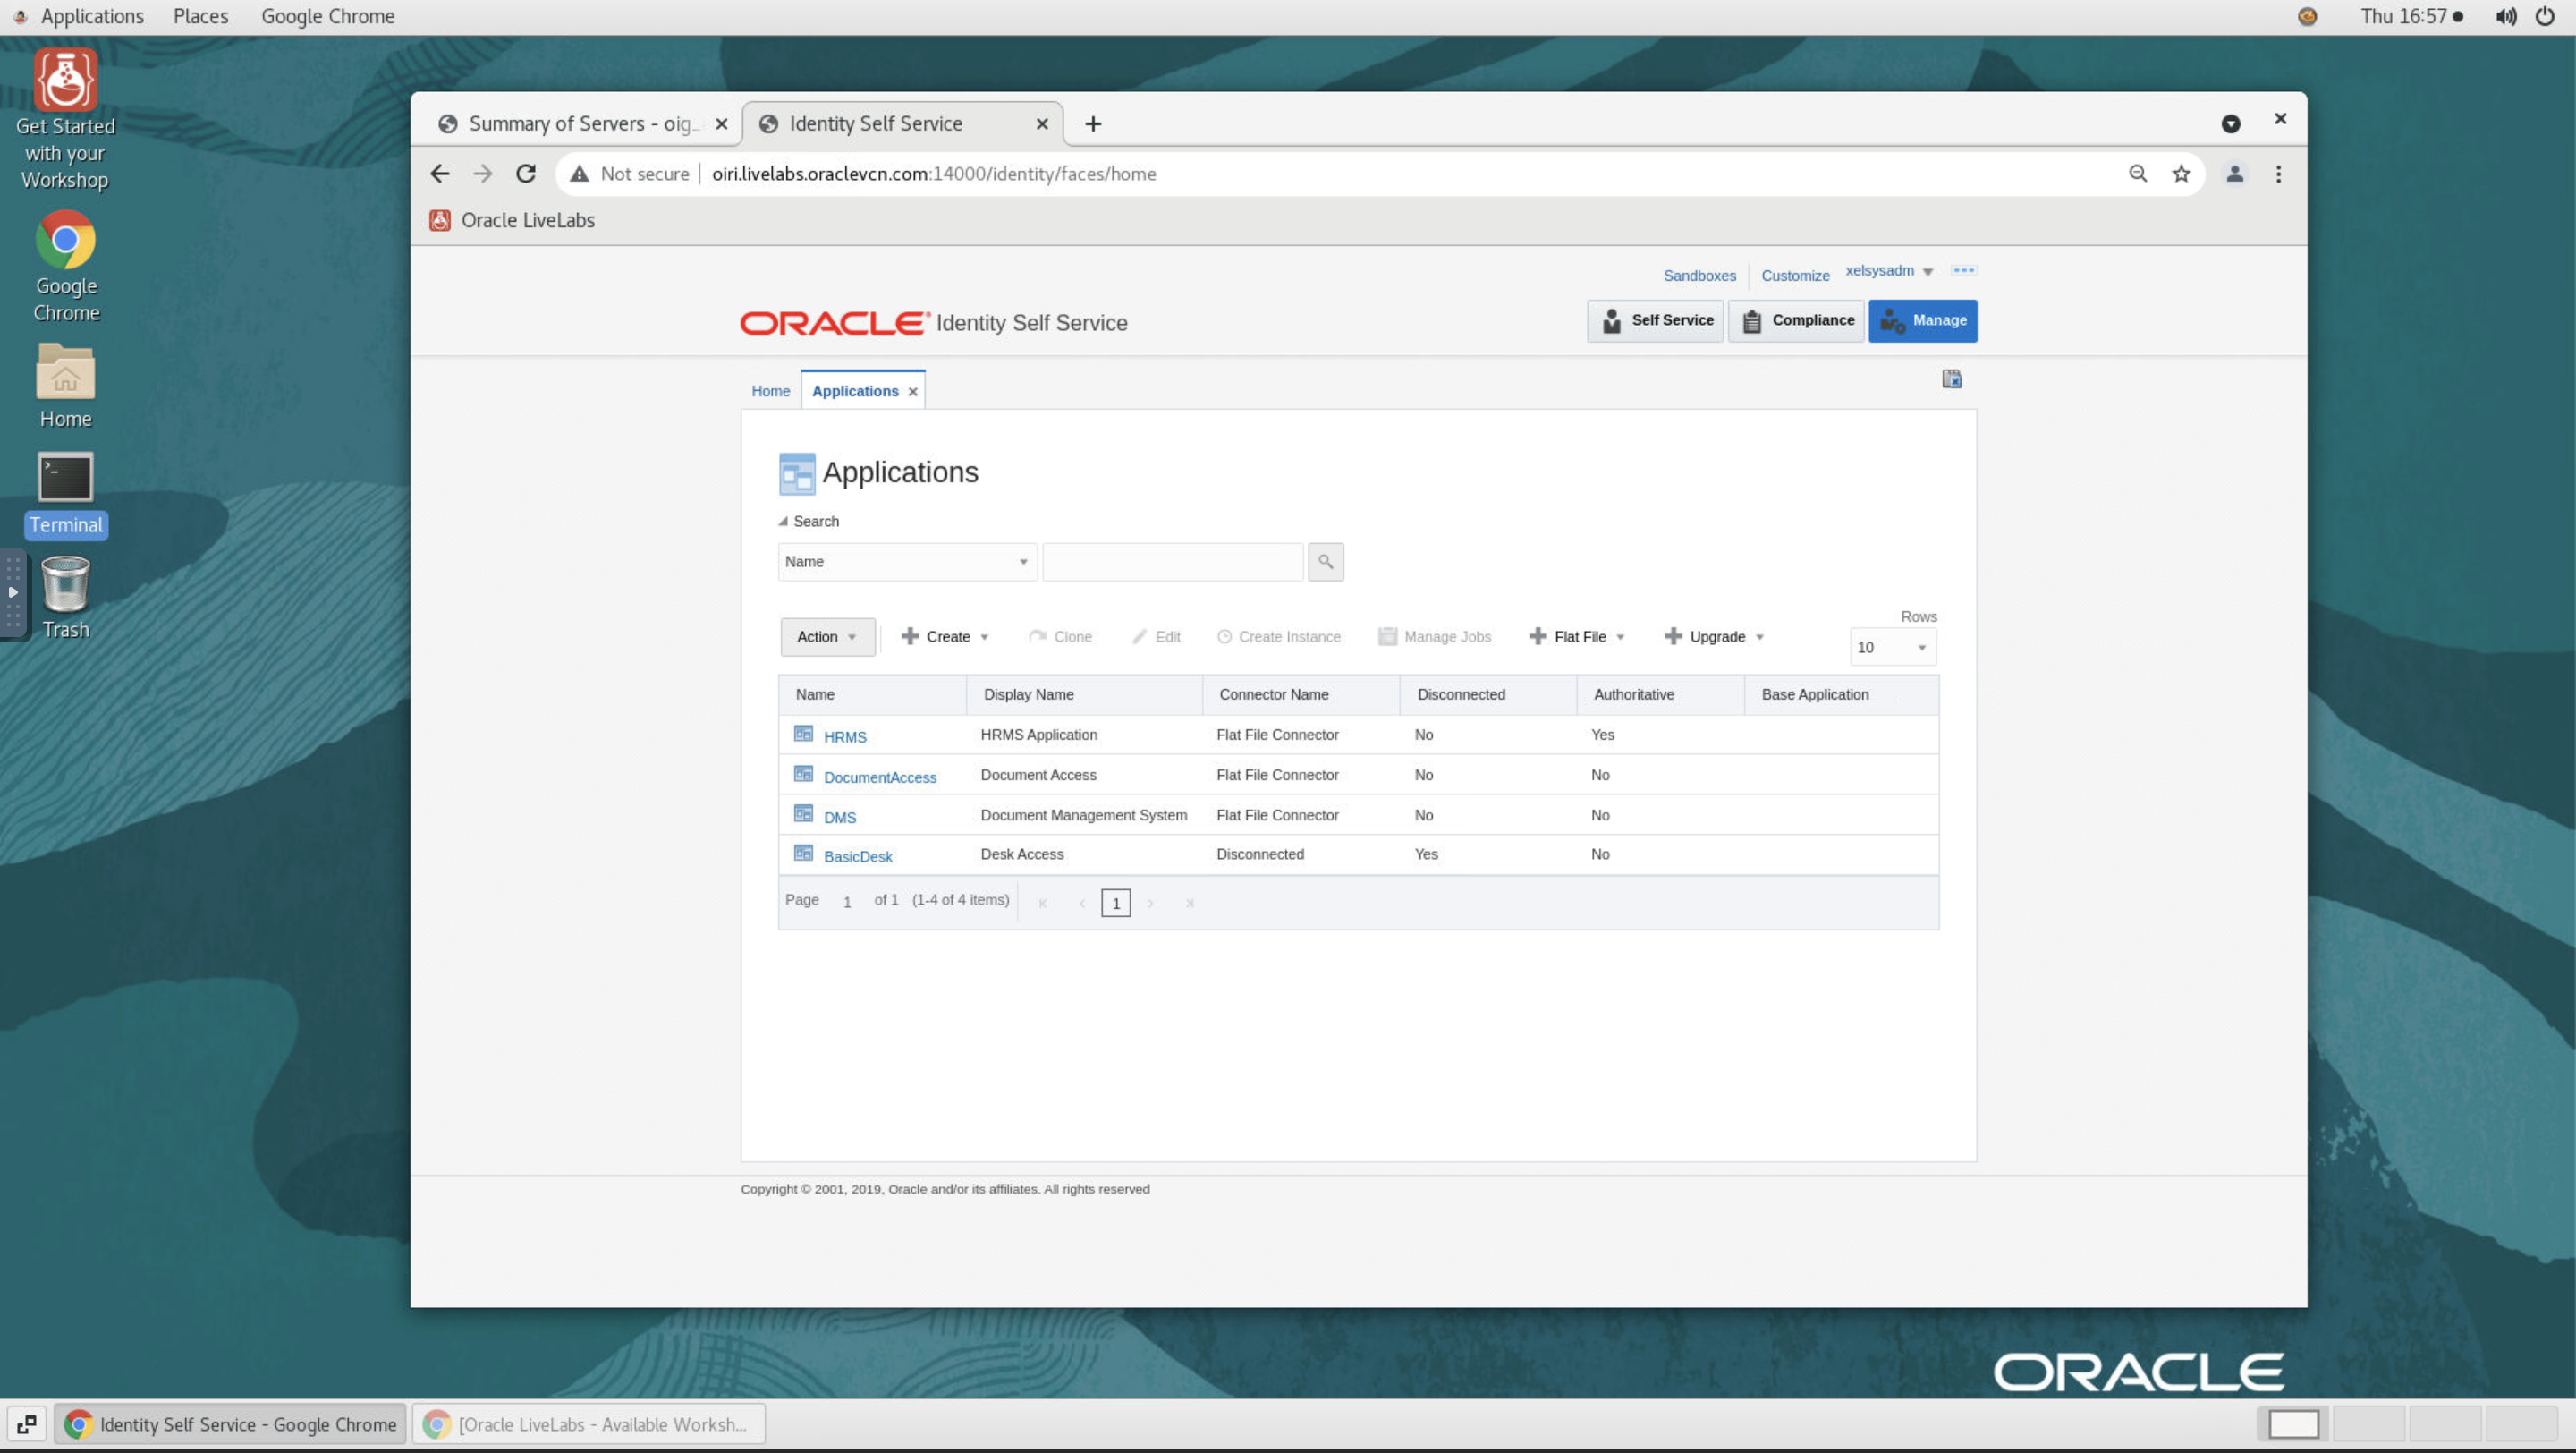 Applications Places Google Chrome Thu 16:57
Get Started
with your
Workshop
Google
Chrome
Home
Terminal
Trash
Summary of Servers - oig
Identity Self Service
Not secure oiri.livelabs.oraclevcn.com:14000/identity/faces/home
Oracle LiveLabs
Sandboxes Customize xelsysadm
ORACLE Identity Self Service
Self Service Compliance Manage
Home Applications
Applications
Search
Name
Rows
Action Create Clone Edit Create Instance Manage Jobs Flat File Upgrade 10
Name Display Name Connector Name Disconnected Authoritative Base Application
HRMS HRMS Application Flat File Connector No Yes
DocumentAccess Document Access Flat File Connector No No
DMS Document Management System Flat File Connector No No
BasicDesk Desk Access Disconnected Yes No
Page 1 of 1 (1-4 of 4 items) 1
Copyright © 2001, 2019, Oracle and/or its affiliates. All rights reserved
ORACLE
Identity Self Service - Google Chrome
[Oracle LiveLabs - Available Worksh...